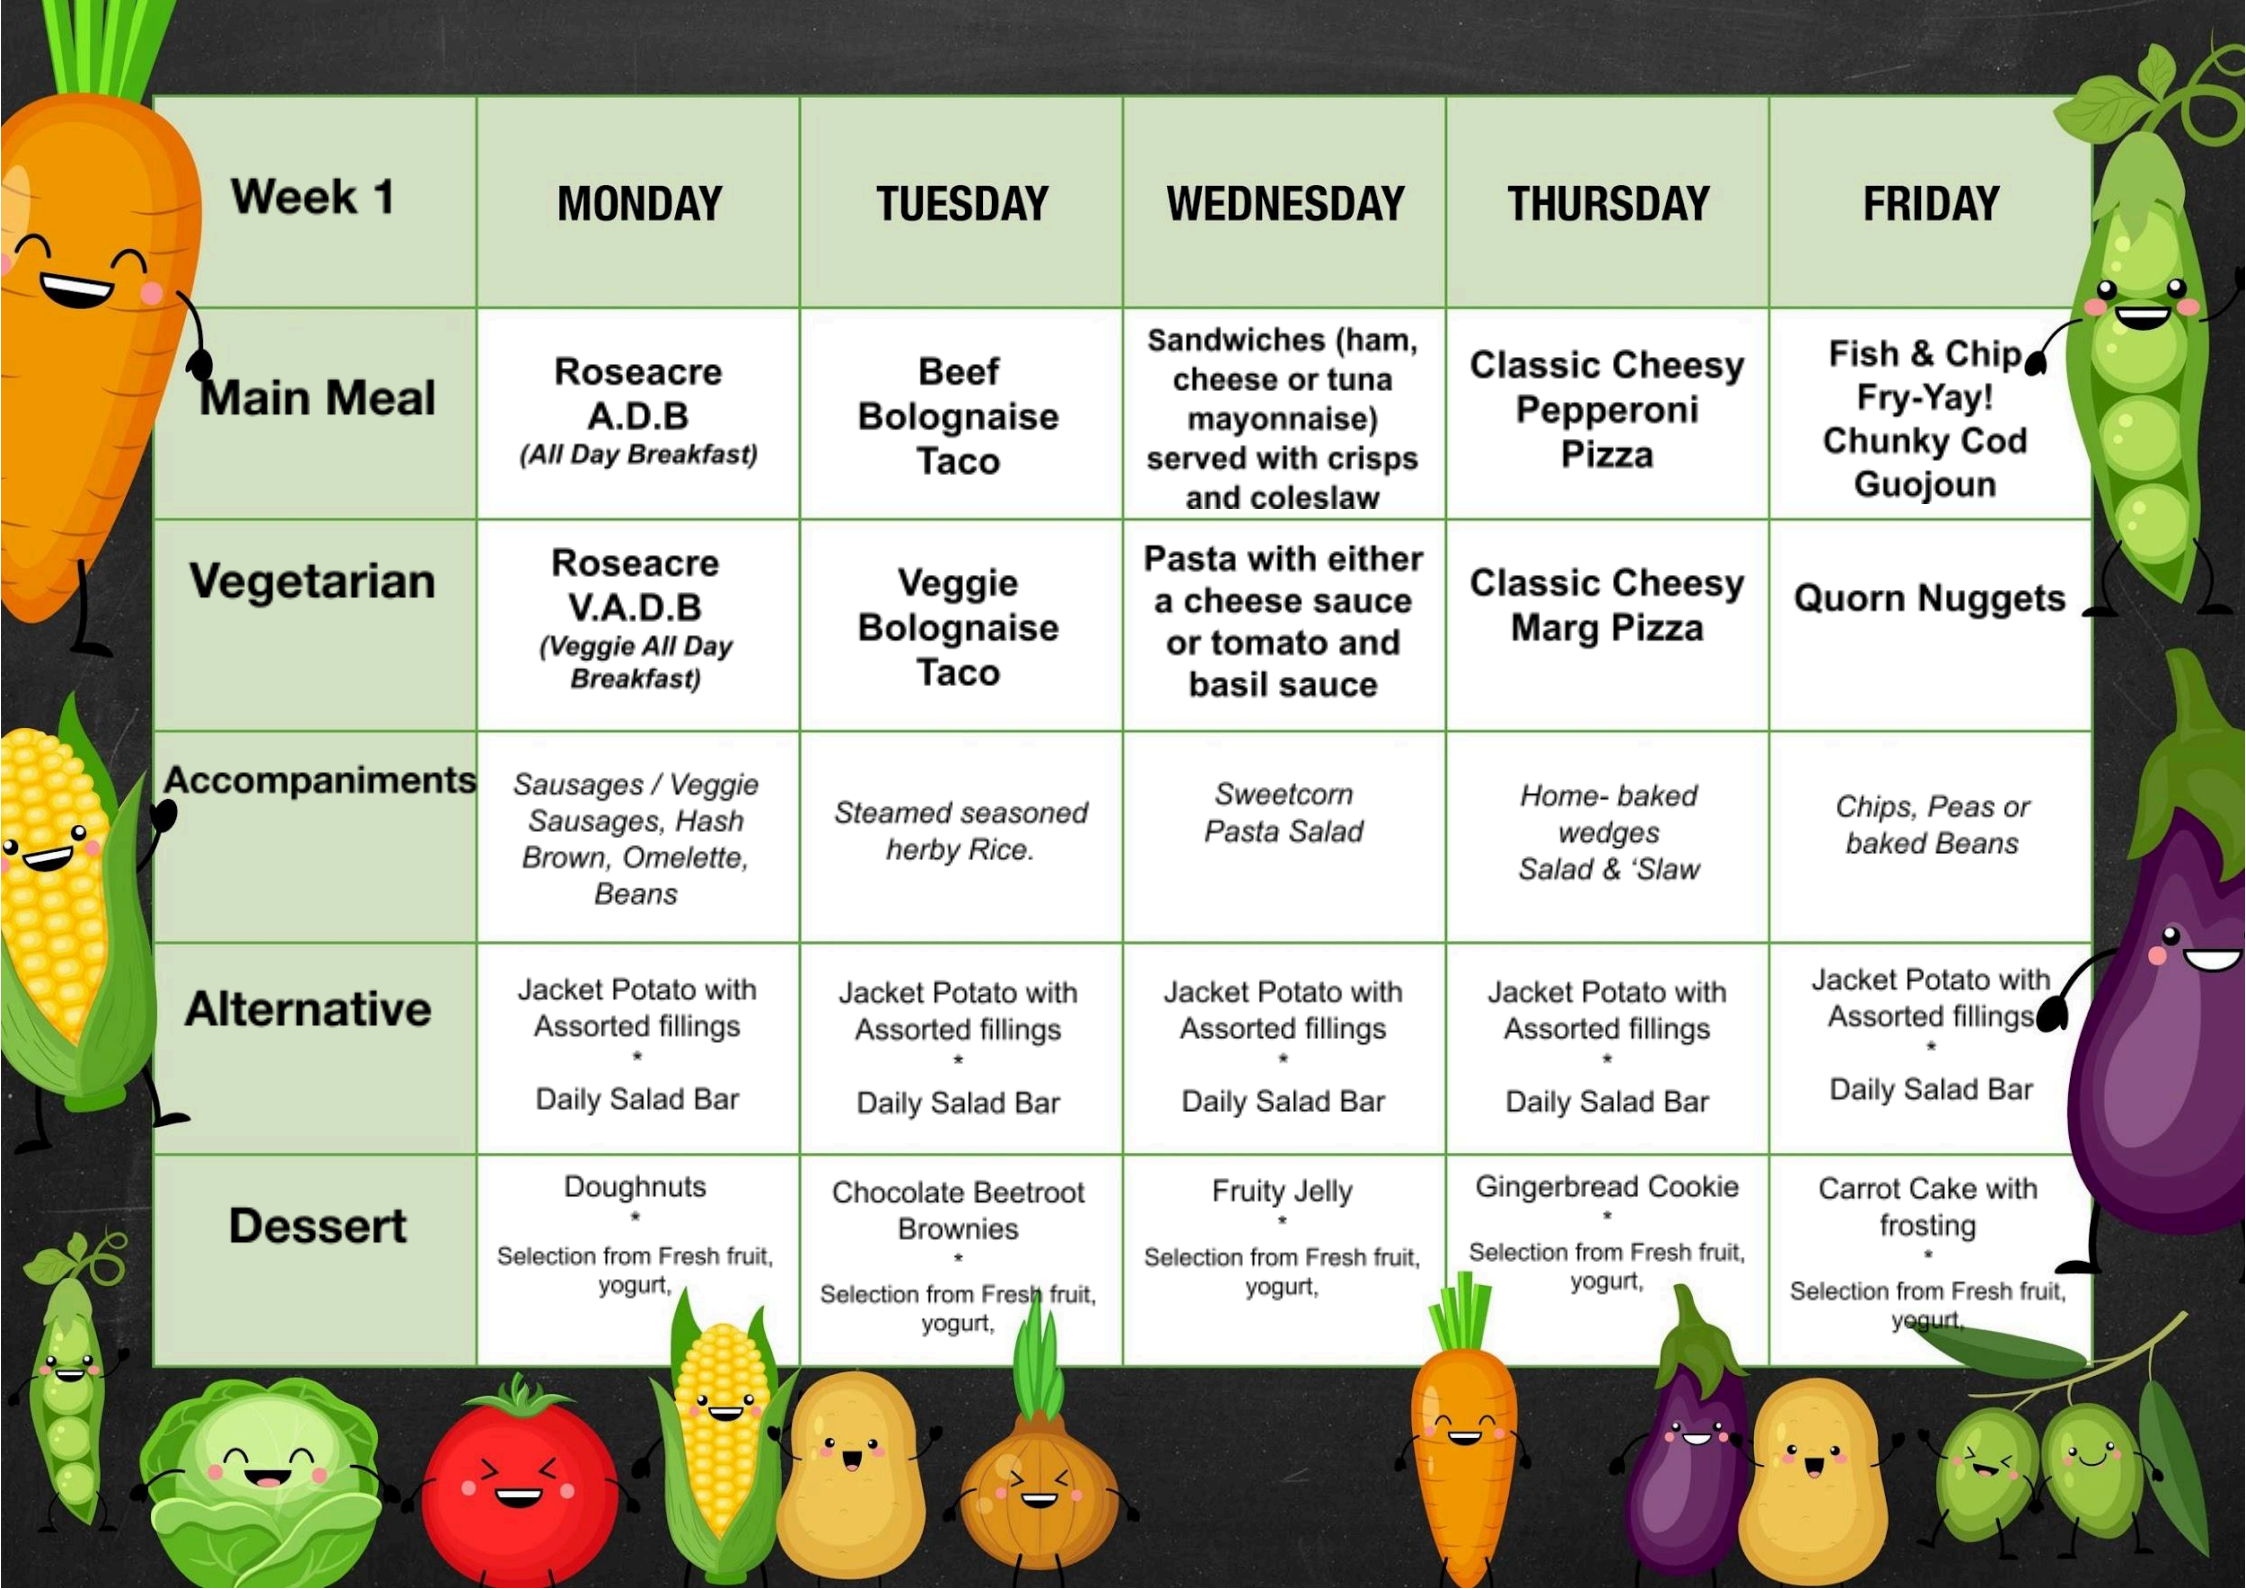 Week 1
MONDAY
TUESDAY
WEDNESDAY
THURSDAY
FRIDAY
Main Meal
Roseacre
A.D.B
(All Day Breakfast)
Beef
Bolognaise
Taco
Sandwiches (ham,
cheese or tuna
mayonnaise)
served with crisps
and coleslaw
Classic Cheesy
Pepperoni
Pizza
Fish & Chip
Fry-Yay!
Chunky Cod
Guojoun
Vegetarian
Roseacre
V.A.D.B
(Veggie All Day
Breakfast)
Veggie
Bolognaise
Taco
Pasta with either
a cheese sauce
or tomato and
basil sauce
Classic Cheesy
Marg Pizza
Quorn Nuggets
Accompaniments
Sausages / Veggie
Sausages, Hash
Brown, Omelette,
Beans
Steamed seasoned
herby Rice.
Sweetcorn
Pasta Salad
Home- baked
wedges
Salad & ‘Slaw
Chips, Peas or
baked Beans
Alternative
Jacket Potato with
Assorted fillings
*
Daily Salad Bar
Jacket Potato with
Assorted fillings
*
Daily Salad Bar
Jacket Potato with
Assorted fillings
*
Daily Salad Bar
Jacket Potato with
Assorted fillings
*
Daily Salad Bar
Jacket Potato with
Assorted fillings
*
Daily Salad Bar
Dessert
Doughnuts
*
Selection from Fresh fruit,
yogurt,
Chocolate Beetroot
Brownies
*
Selection from Fresh fruit,
yogurt,
Fruity Jelly
*
Selection from Fresh fruit,
yogurt,
Gingerbread Cookie
*
Selection from Fresh fruit,
yogurt,
Carrot Cake with
frosting
*
Selection from Fresh fruit,
yogurt,